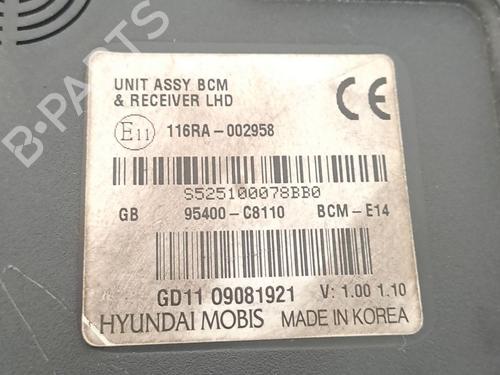 B-PARTS
UNIT ASSY BCM
& RECEIVER LHD
CE
E11 116RA-002958
S525100078BB0
GB 95400-C8110 BCM-E14
GD11 09081921 V: 1.00 1.10
HYUNDAI MOBIS MADE IN KOREA